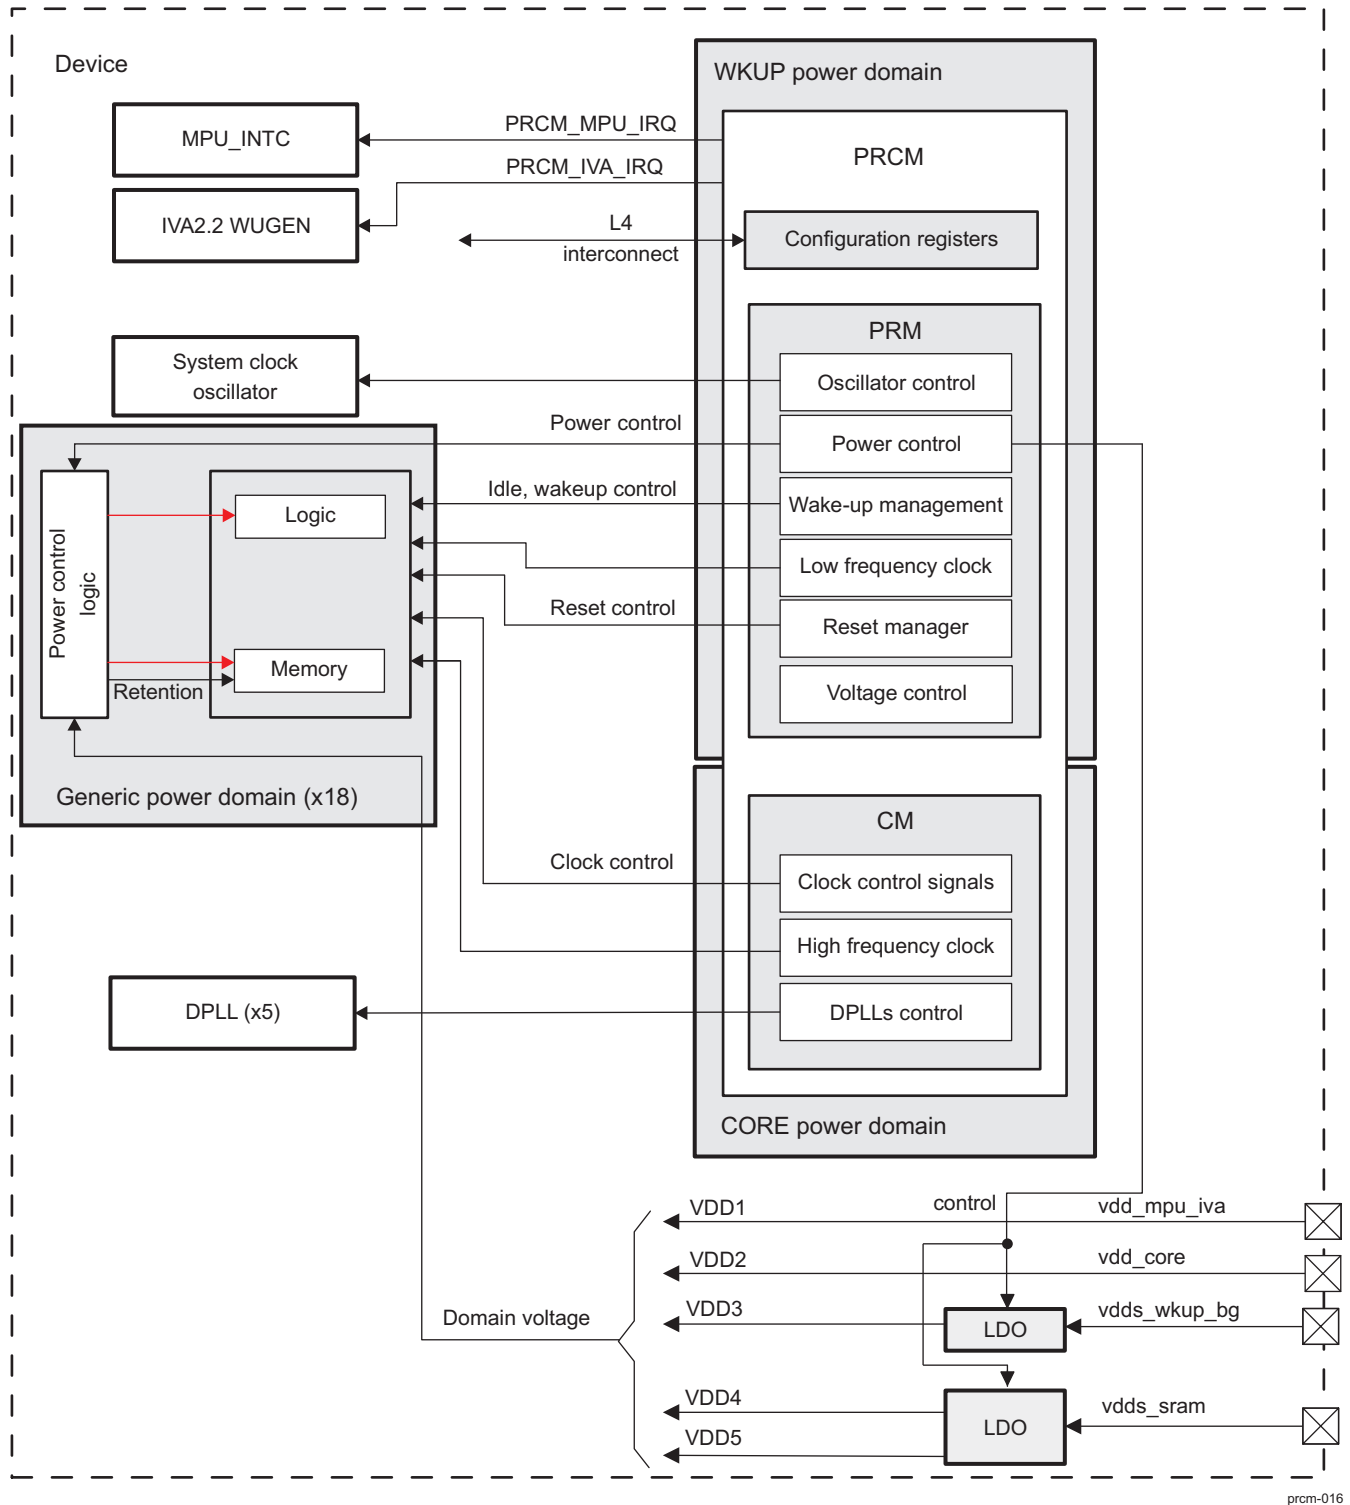 Device
WKUP power domain
MPU_INTC
PRCM_MPU_IRQ
PRCM
PRCM_IVA_IRQ
IVA2.2 WUGEN
L4
interconnect
Configuration registers
PRM
System clock
oscillator
Oscillator control
Power control
Power control
Idle, wakeup control
Wake-up management
Logic
Power control
logic
Low frequency clock
Reset control
Reset manager
Memory
Retention
Voltage control
Generic power domain (x18)
CM
Clock control
Clock control signals
High frequency clock
DPLL (x5)
DPLLs control
CORE power domain
VDD1
control
vdd_mpu_iva
VDD2
vdd_core
Domain voltage
VDD3
LDO
vdds_wkup_bg
VDD4
LDO
vdds_sram
VDD5
prcm-016